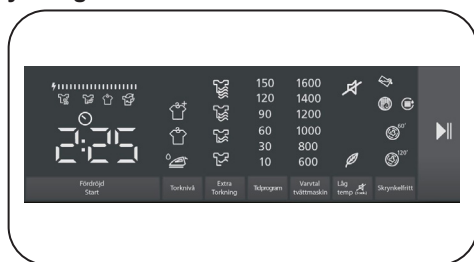 150 1600
120 1400
90 1200
60 1000 60'
2:25
30 800
10 600 120'
Fördröjd Start
Torknivå
Extra Torkning
Tidprogram
Varvtal tvättmaskin
Låg temp
Skrynkelfritt